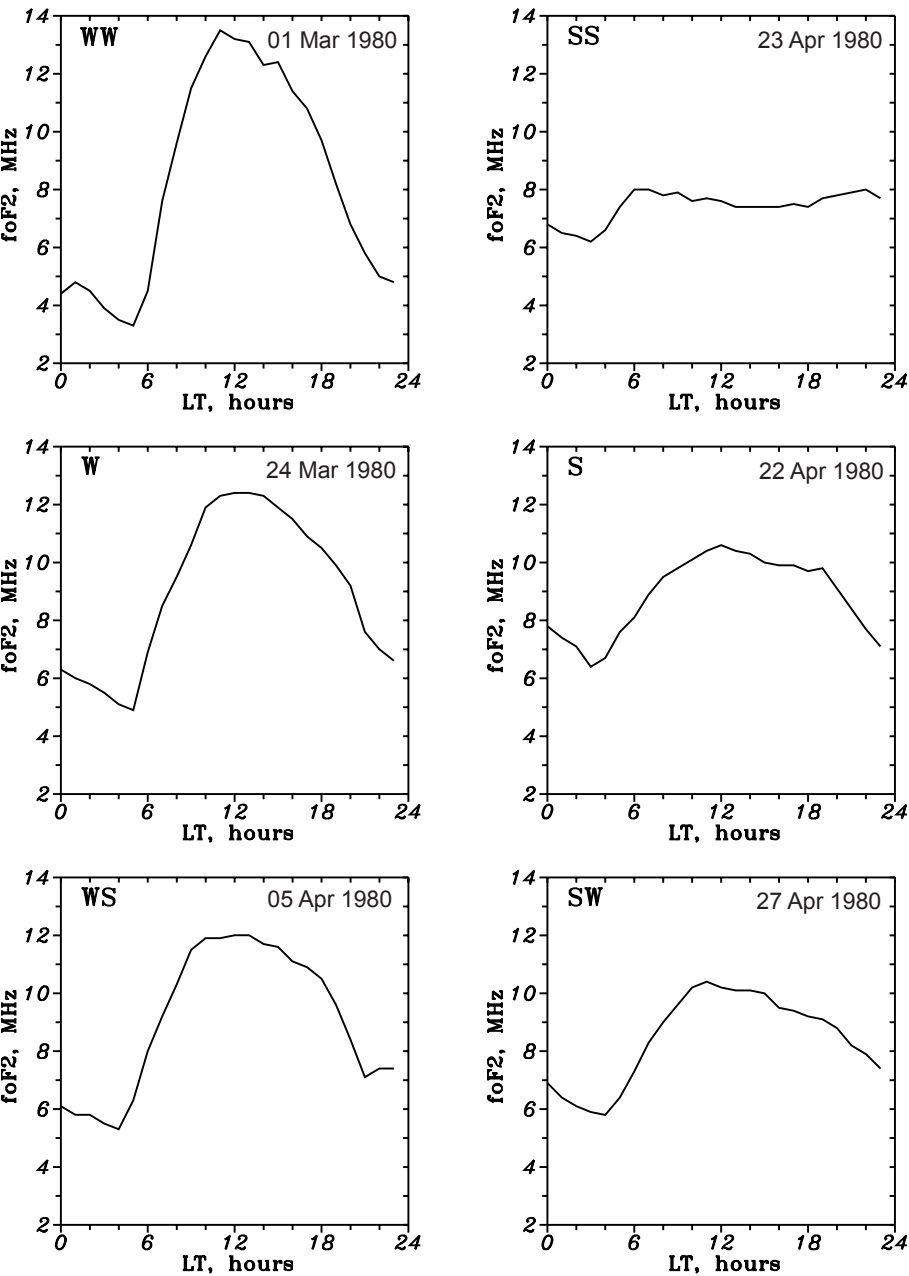 WW 01 Mar 1980
14
12
10
8
6
4
2
foF2, MHz
0 6 12 18 24
LT, hours
SS 23 Apr 1980
14
12
10
8
6
4
2
foF2, MHz
0 6 12 18 24
LT, hours
W 24 Mar 1980
14
12
10
8
6
4
2
foF2, MHz
0 6 12 18 24
LT, hours
S 22 Apr 1980
14
12
10
8
6
4
2
foF2, MHz
0 6 12 18 24
LT, hours
WS 05 Apr 1980
14
12
10
8
6
4
2
foF2, MHz
0 6 12 18 24
LT, hours
SW 27 Apr 1980
14
12
10
8
6
4
2
foF2, MHz
0 6 12 18 24
LT, hours